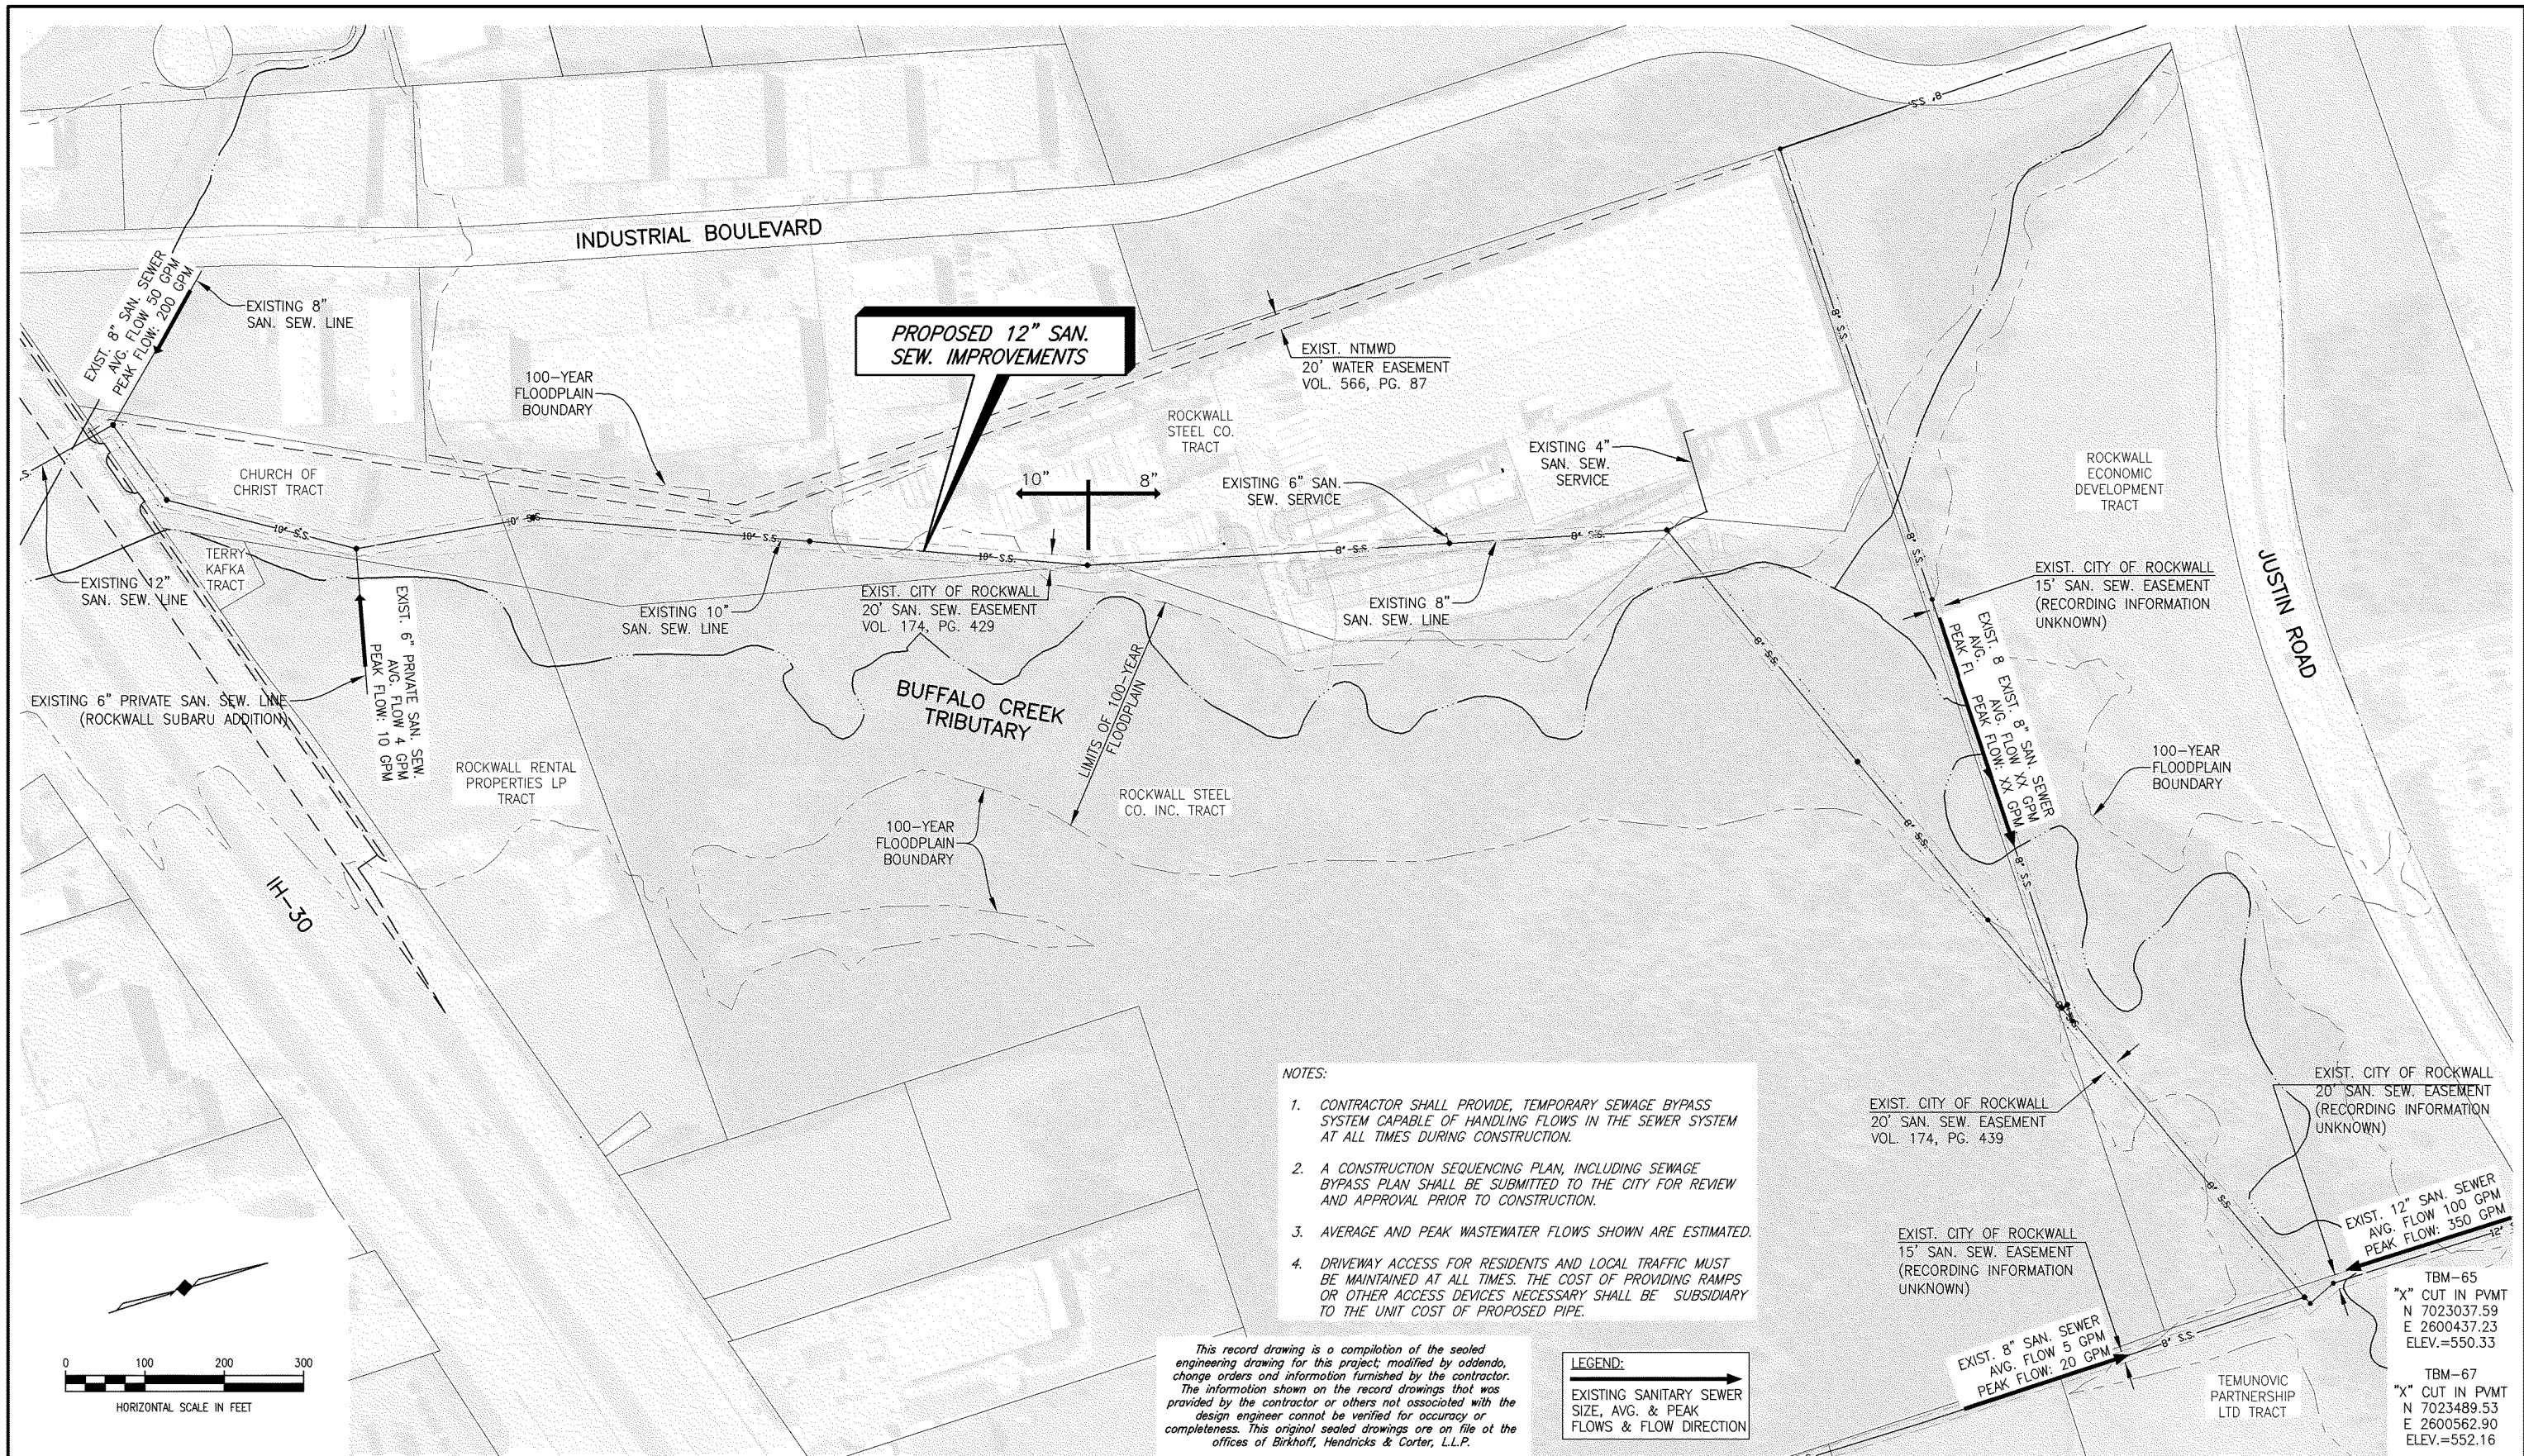 INDUSTRIAL BOULEVARD
8" S.S.
EXIST. 8" SAN. SEWER
AVG. FLOW 50 GPM
PEAK FLOW: 200 GPM
EXISTING 8"
SAN. SEW. LINE
PROPOSED 12" SAN.
SEW. IMPROVEMENTS
100-YEAR
FLOODPLAIN
BOUNDARY
EXIST. NTMWD
20' WATER EASEMENT
VOL. 566, PG. 87
8" S.S.
ROCKWALL
STEEL CO.
TRACT
CHURCH OF
CHRIST TRACT
10"
8"
EXISTING 6" SAN.
SEW. SERVICE
EXISTING 4"
SAN. SEW.
SERVICE
ROCKWALL
ECONOMIC
DEVELOPMENT
TRACT
JUSTIN ROAD
10" S.S.
10" S.S.
10" S.S.
10" S.S.
8" S.S.
8" S.S.
8" S.S.
TERRY
KAFKA
TRACT
EXISTING 12"
SAN. SEW. LINE
EXIST. 6" PRIVATE SAN. SEW.
AVG. FLOW 4 GPM
PEAK FLOW: 10 GPM
EXISTING 10"
SAN. SEW. LINE
EXIST. CITY OF ROCKWALL
20' SAN. SEW. EASEMENT
VOL. 174, PG. 429
EXISTING 8"
SAN. SEW. LINE
EXIST. CITY OF ROCKWALL
15' SAN. SEW. EASEMENT
(RECORDING INFORMATION
UNKNOWN)
EXIST. 8
AVG.
PEAK Fl
EXIST. 8" SAN. SEWER
AVG. FLOW XX GPM
PEAK FLOW: XX GPM
8" S.S.
EXISTING 6" PRIVATE SAN. SEW. LINE
(ROCKWALL SUBARU ADDITION)
BUFFALO CREEK
TRIBUTARY
LIMITS OF 100-YEAR
FLOODPLAIN
100-YEAR
FLOODPLAIN
BOUNDARY
ROCKWALL RENTAL
PROPERTIES LP
TRACT
ROCKWALL STEEL
CO. INC. TRACT
100-YEAR
FLOODPLAIN
BOUNDARY
8" S.S.
8" S.S.
IH-30
8" S.S.
NOTES:
1. CONTRACTOR SHALL PROVIDE, TEMPORARY SEWAGE BYPASS
SYSTEM CAPABLE OF HANDLING FLOWS IN THE SEWER SYSTEM
AT ALL TIMES DURING CONSTRUCTION.
2. A CONSTRUCTION SEQUENCING PLAN, INCLUDING SEWAGE
BYPASS PLAN SHALL BE SUBMITTED TO THE CITY FOR REVIEW
AND APPROVAL PRIOR TO CONSTRUCTION.
3. AVERAGE AND PEAK WASTEWATER FLOWS SHOWN ARE ESTIMATED.
4. DRIVEWAY ACCESS FOR RESIDENTS AND LOCAL TRAFFIC MUST
BE MAINTAINED AT ALL TIMES. THE COST OF PROVIDING RAMPS
OR OTHER ACCESS DEVICES NECESSARY SHALL BE SUBSIDIARY
TO THE UNIT COST OF PROPOSED PIPE.
EXIST. CITY OF ROCKWALL
20' SAN. SEW. EASEMENT
VOL. 174, PG. 439
EXIST. CITY OF ROCKWALL
20' SAN. SEW. EASEMENT
(RECORDING INFORMATION
UNKNOWN)
8" S.S.
EXIST. CITY OF ROCKWALL
15' SAN. SEW. EASEMENT
(RECORDING INFORMATION
UNKNOWN)
EXIST. 12" SAN. SEWER
AVG. FLOW 100 GPM
PEAK FLOW: 350 GPM
12" S
TBM-65
"X" CUT IN PVMT
N 7023037.59
E 2600437.23
ELEV.=550.33
TBM-67
"X" CUT IN PVMT
N 7023489.53
E 2600562.90
ELEV.=552.16
EXIST. 8" SAN. SEWER
AVG. FLOW 5 GPM
PEAK FLOW: 20 GPM
8" S.S.
TEMUNOVIC
PARTNERSHIP
LTD TRACT
0 100 200 300
HORIZONTAL SCALE IN FEET
This record drawing is a compilation of the sealed
engineering drawing for this project; modified by addenda,
change orders and information furnished by the contractor.
The information shown on the record drawings that was
provided by the contractor or others not associated with the
design engineer cannot be verified for accuracy or
completeness. This original sealed drawings are on file at the
offices of Birkhoff, Hendricks & Carter, L.L.P.
LEGEND:
EXISTING SANITARY SEWER
SIZE, AVG. & PEAK
FLOWS & FLOW DIRECTION